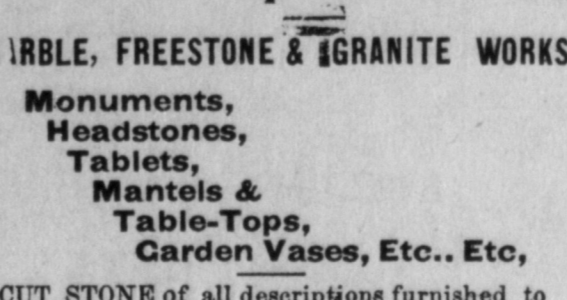 ARBLE, FREESTONE & GRANITE WORKS
Monuments,
Headstones,
Tablets,
Mantels &
Table-Tops,
Garden Vases, Etc.. Etc,
CUT STONE of all descriptions furnished to